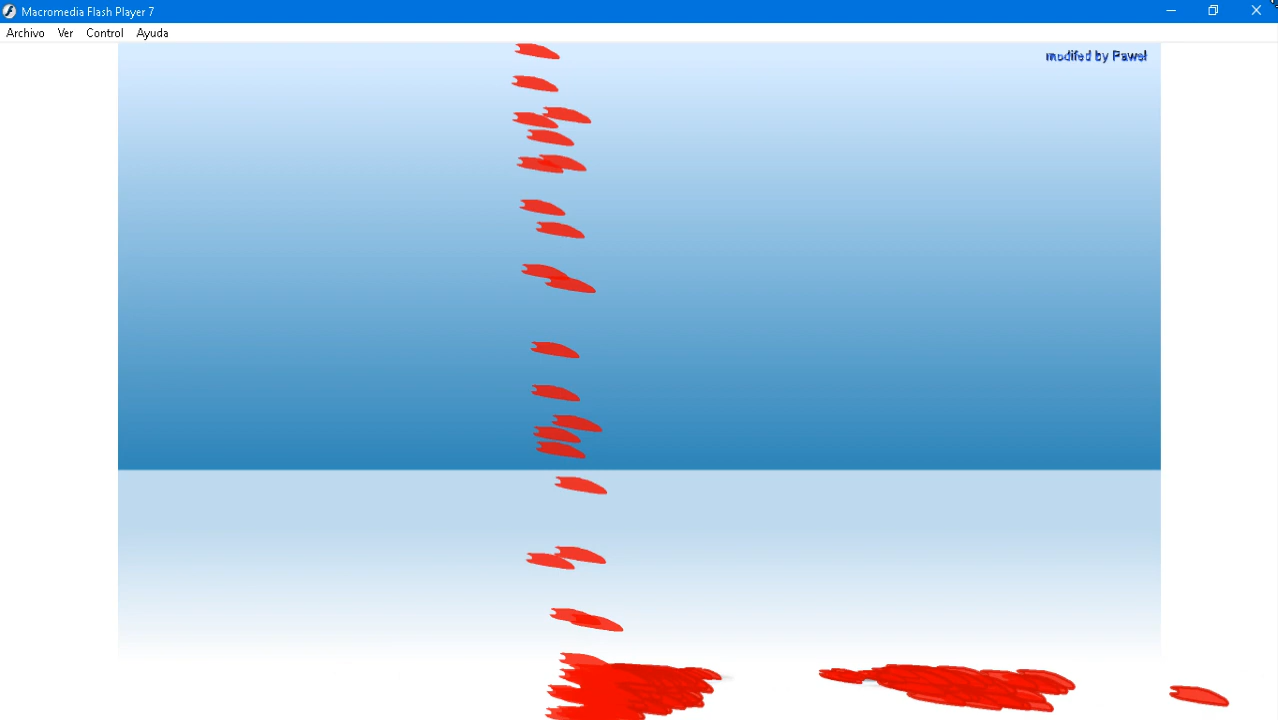 Macromedia Flash Player 7
Archivo Ver Control Ayuda
modifed by Pawel